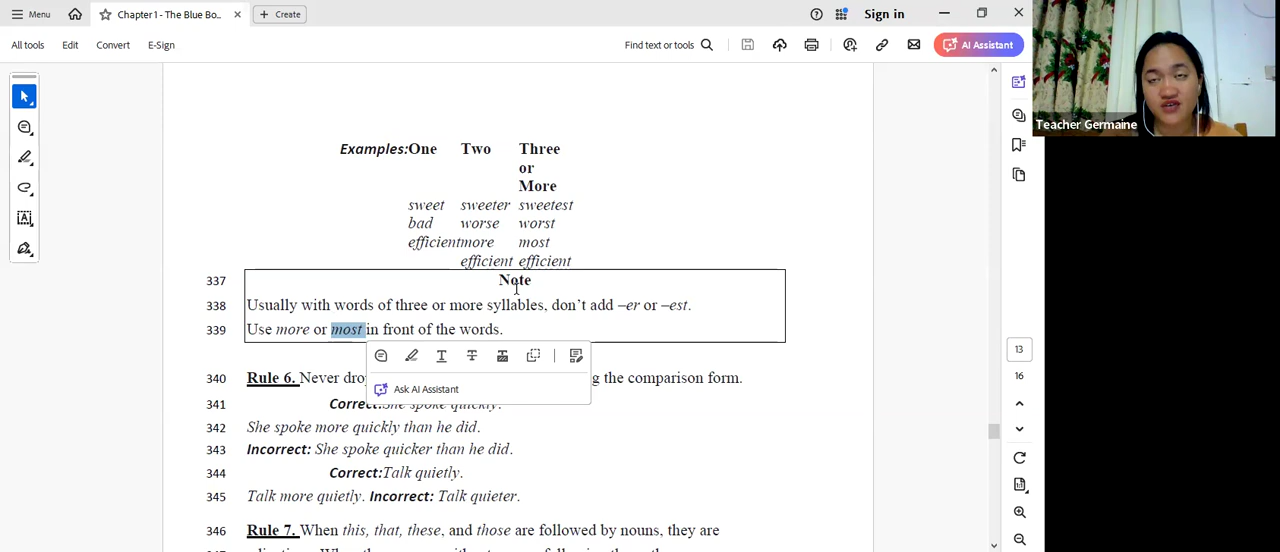 Menu
Chapter1 - The Blue Bo...
Create
Sign in
All tools
Edit
Convert
E-Sign
Find text or tools
AI Assistant
Teacher Germaine
Examples:One Two Three
or
More
sweet sweeter sweetest
bad worse worst
efficientmore most
efficient efficient
337 Note
338 Usually with words of three or more syllables, don't add –er or –est.
339 Use more or most in front of the words.
Ask AI Assistant
340 Rule 6. Never dro g the comparison form.
341 Correct:She spoke quickly.
342 She spoke more quickly than he did.
343 Incorrect: She spoke quicker than he did.
344 Correct:Talk quietly.
345 Talk more quietly. Incorrect: Talk quieter.
346 Rule 7. When this, that, these, and those are followed by nouns, they are
13
16